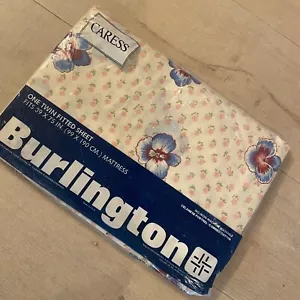 CARESS
ONE TWIN FITTED SHEET
FITS 39 X 75 IN. (99 X 190 CM.) MATTRESS
Burlington